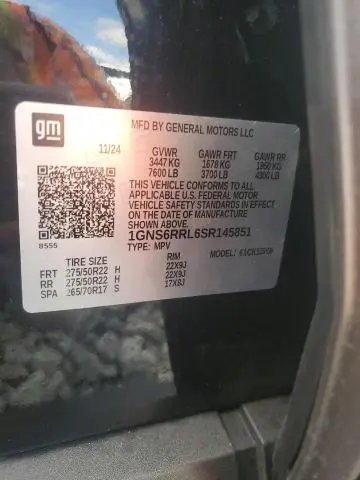 gm
MFD BY GENERAL MOTORS LLC
11/24
GVWR GAWR FRT GAWR RR
3447 KG 1678 KG 1950 KG
7600 LB 3700 LB 4300 LB
THIS VEHICLE CONFORMS TO ALL
APPLICABLE U.S. FEDERAL MOTOR
VEHICLE SAFETY STANDARDS IN EFFECT
ON THE DATE OF MANUFACTURE
SHOWN ABOVE.
1GNS6RRL6SR145851
TYPE: MPV MODEL:
8555
TIRE SIZE RIM
FRT 275/50R22 H 22X9J
RR 275/50R22 H 22X9J
SPA 265/70R17 S 17X8J